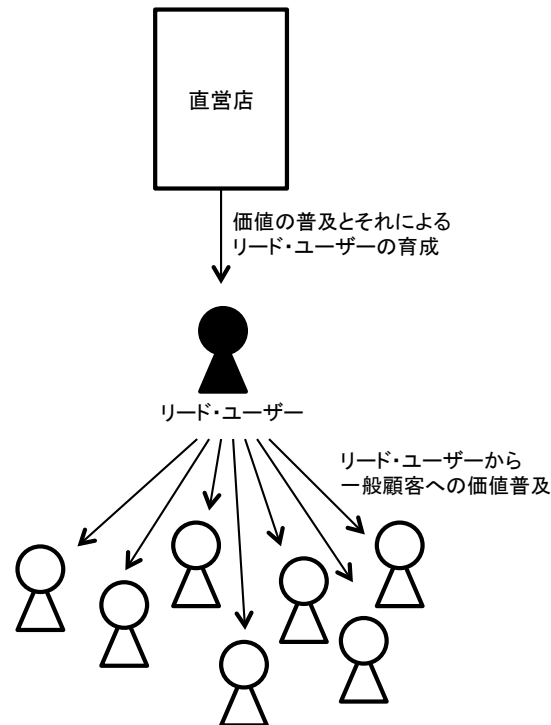 直営店
価値の普及とそれによる
リード・ユーザーの育成
リード・ユーザー
リード・ユーザーから
一般顧客への価値普及